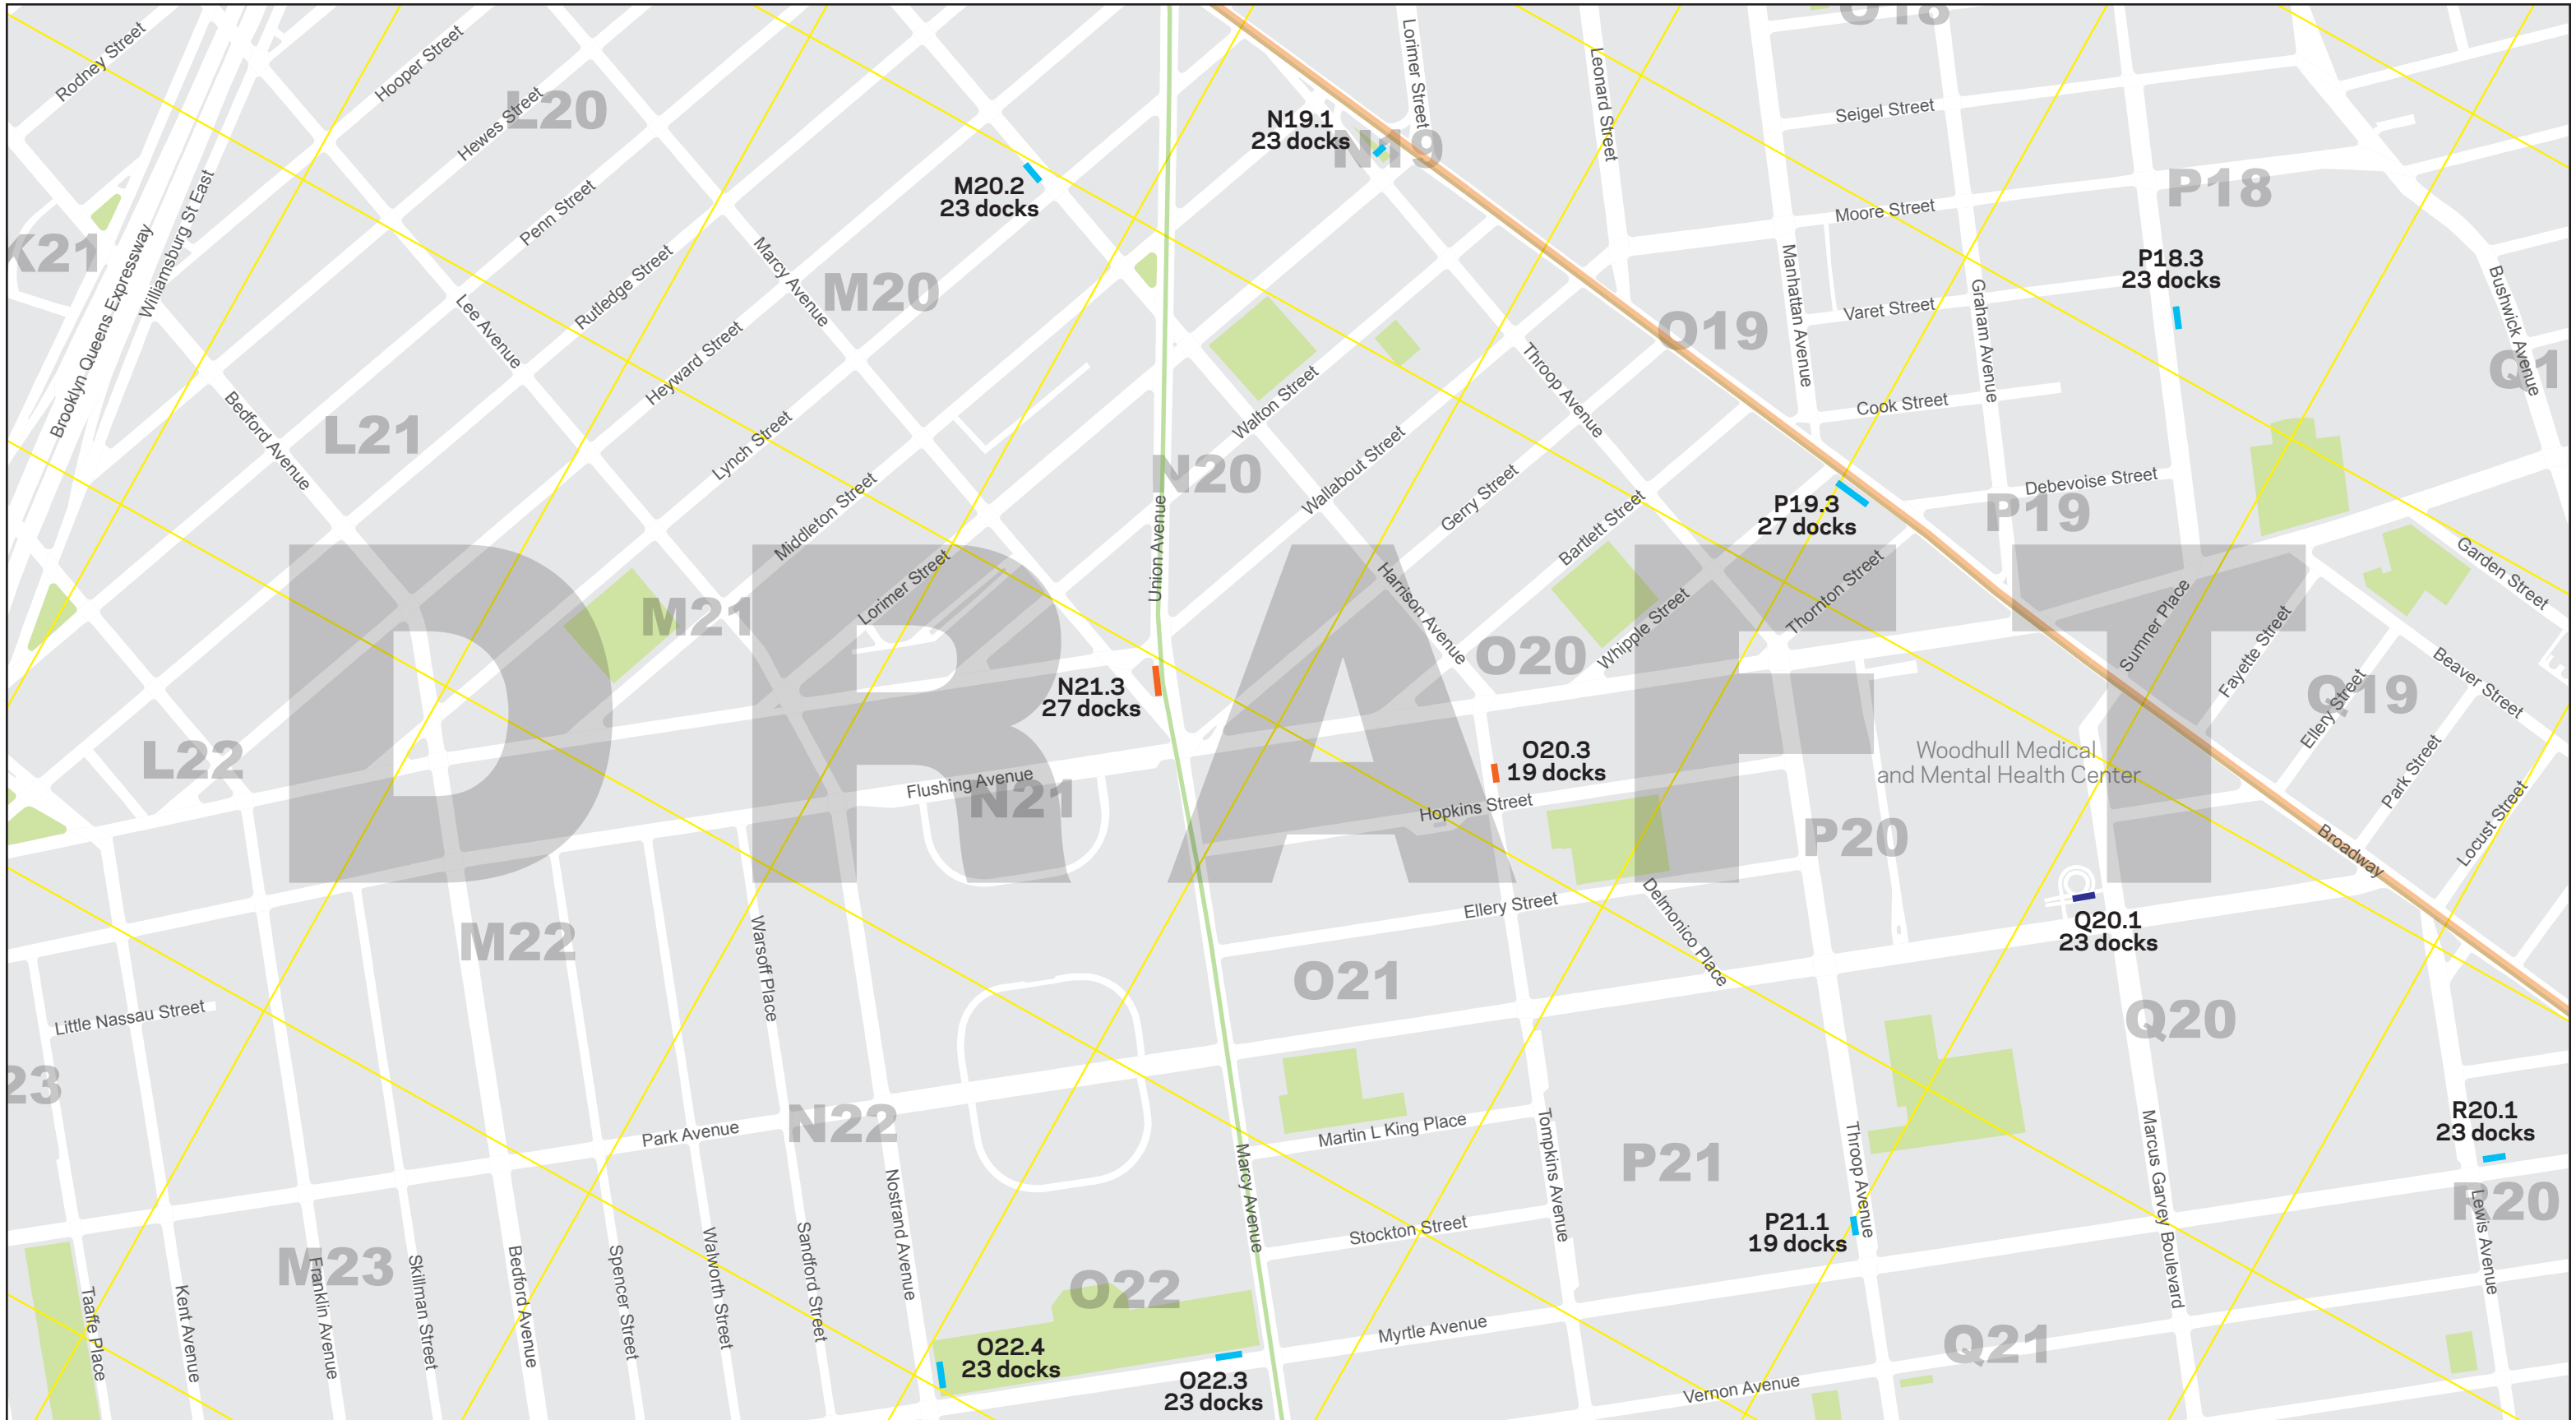 Rodney Street
Hooper Street
Hewes Street
L20
Lorimer Street
Leonard Street
O18
Seigel Street
N19.1
23 docks
N19
M20.2
23 docks
Penn Street
Williamsburg St East
Brooklyn Queens Expressway
K21
Moore Street
P18
P18.3
23 docks
Marcy Avenue
M20
Rutledge Street
Lee Avenue
Manhattan Avenue
Graham Avenue
Varet Street
O19
Bushwick Avenue
Q1
Heyward Street
Bedford Avenue
L21
Lynch Street
Walton Street
Throop Avenue
Cook Street
Wallabout Street
N20
Gerry Street
Middleton Street
Union Avenue
Bartlett Street
P19.3
27 docks
Debevoise Street
P19
DRAFT
Lorimer Street
M21
Harrison Avenue
O20
Whipple Street
Thornton Street
Sumner Place
Fayette Street
Garden Street
Beaver Street
Q19
Ellery Street
Park Street
Locust Street
N21.3
27 docks
L22
Flushing Avenue
N21
O20.3
19 docks
Hopkins Street
Woodhull Medical
and Mental Health Center
P20
Broadway
Ellery Street
Delmonico Place
Q20.1
23 docks
M22
Warsoff Place
O21
Q20
Little Nassau Street
23
Park Avenue
N22
Martin L King Place
Tompkins Avenue
P21
Throop Avenue
Marcus Garvey Boulevard
R20.1
23 docks
R20
Lewis Avenue
Marcy Avenue
Nostrand Avenue
Stockton Street
P21.1
19 docks
M23
Taaffe Place
Kent Avenue
Franklin Avenue
Skillman Street
Bedford Avenue
Spencer Street
Walworth Street
Sandford Street
O22
O22.4
23 docks
O22.3
23 docks
Myrtle Avenue
Vernon Avenue
Q21